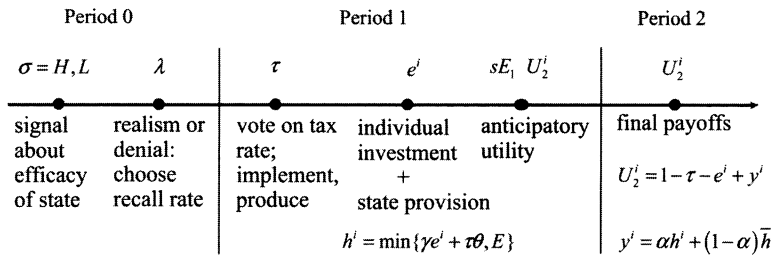 Period 0 Period 1 Period 2
σ = H, L λ τ e^i sE_1 U_2^i U_2^i
signal about efficacy of state
realism or denial: choose recall rate
vote on tax rate; implement, produce
individual investment + state provision
anticipatory utility
final payoffs
h^i = min{γe^i + τθ, E}
U_2^i = 1 − τ − e^i + y^i
y^i = αh^i + (1 − α)h̄